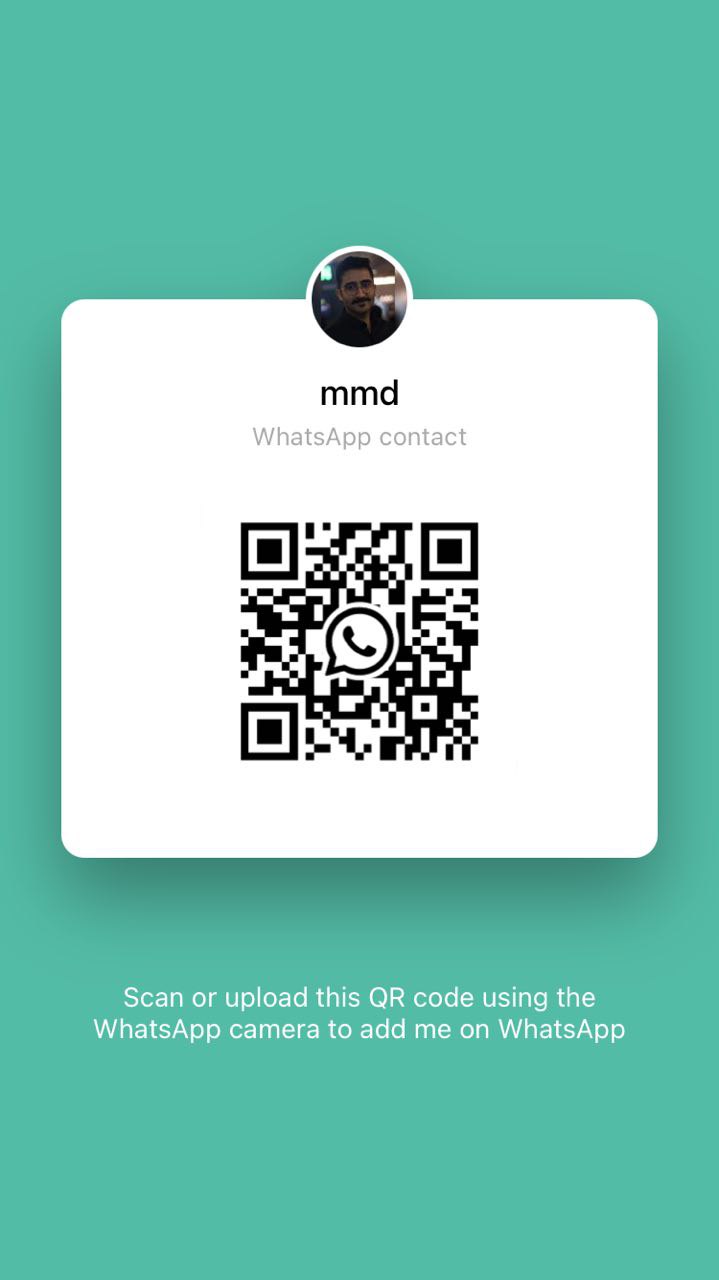 mmd
WhatsApp contact
Scan or upload this QR code using the
WhatsApp camera to add me on WhatsApp